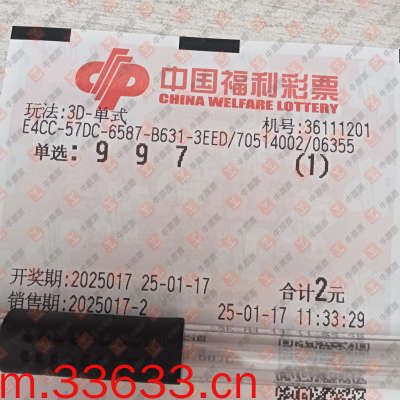 中国福利彩票
CHINA WELFARE LOTTERY
玩法:3D-单式 机号:36111201
E4CC-57DC-6587-B631-3EED/70514002/06355
单选: 9 9 7 (1)
开奖期:2025017 25-01-17 合计2元
销售期:2025017-2 25-01-17 11:33:29
m.33633.cn